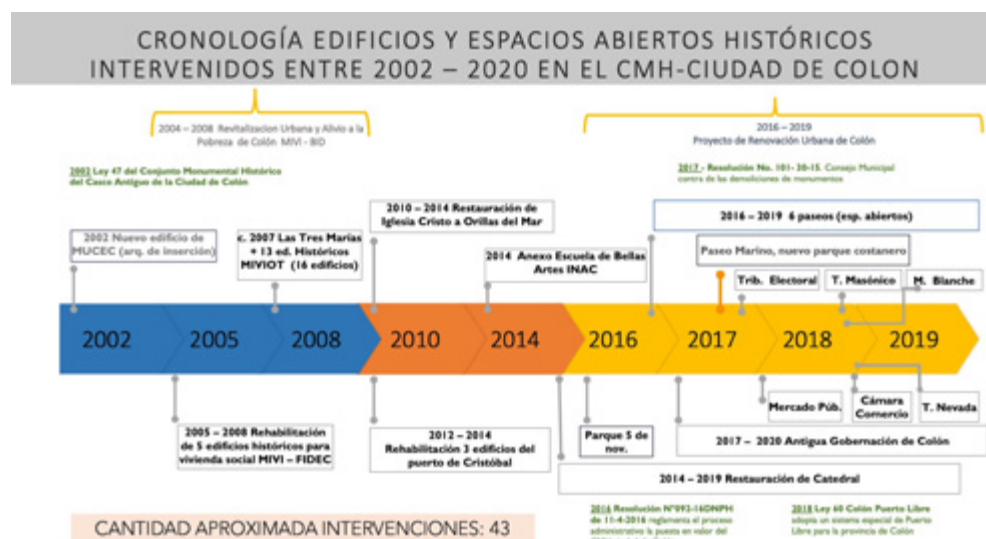 CRONOLOGÍA EDIFICIOS Y ESPACIOS ABIERTOS HISTÓRICOS
INTERVENIDOS ENTRE 2002 – 2020 EN EL CMH-CIUDAD DE COLON
2004 – 2008 Revitalizacion Urbana y Alivio a la
Pobreza de Colón MIVI - BID
2016 – 2019
Proyecto de Renovación Urbana de Colón
2002 Ley 47 del Conjunto Monumental Histórico
del Casco Antiguo de la Ciudad de Colón
2017 - Resolución No. 101- 30-15. Consejo Municipal
contra de las demoliciones de monumentos
2002 Nuevo edificio de
MUCEC (arq. de inserción)
c. 2007 Las Tres Marías
+ 13 ed. Históricos
MIVIOT (16 edificios)
2010 – 2014 Restauración de
Iglesia Cristo a Orillas del Mar
2014 Anexo Escuela de Bellas
Artes INAC
2016 – 2019 6 paseos (esp. abiertos)
Paseo Marino, nuevo parque costanero
Trib. Electoral
T. Masónico
M. Blanche
2002
2005
2008
2010
2014
2016
2017
2018
2019
2005 – 2008 Rehabilitación
de 5 edificios históricos para
vivienda social MIVI – FIDEC
2012 – 2014
Rehabilitación 3 edificios del
puerto de Cristóbal
Parque 5 de
nov.
Mercado Púb.
Cámara
Comercio
T. Nevada
2017 – 2020 Antigua Gobernación de Colón
2014 – 2019 Restauración de Catedral
2016 Resolución N°092-16DNPH
de 11-4-2016 reglamenta el proceso
administrativo la puesta en valor del
2018 Ley 60 Colón Puerto Libre
adopta un sistema especial de Puerto
Libre para la provincia de Colón
CANTIDAD APROXIMADA INTERVENCIONES: 43